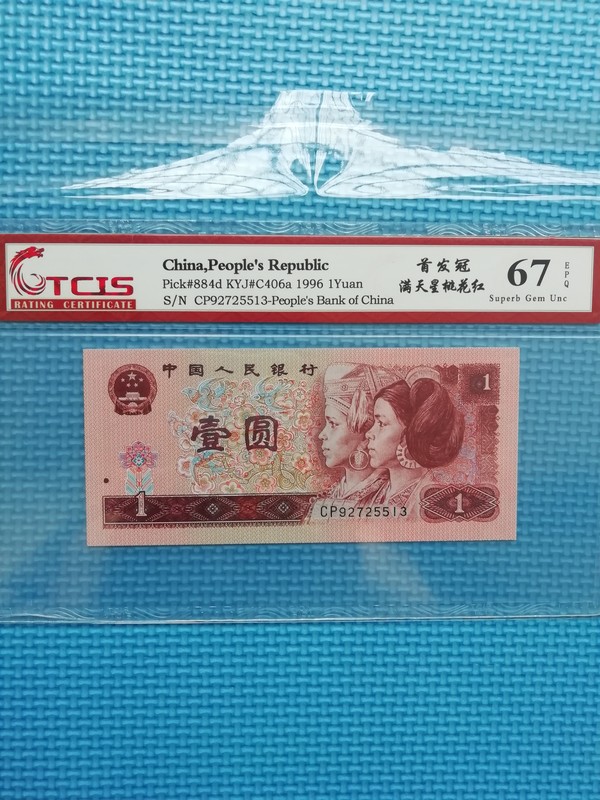 TCIS
RATING CERTIFICATE
China,People's Republic
Pick#884d KYJ#C406a 1996 1Yuan
S/N CP92725513-People's Bank of China
首发冠
满天星桃花红
67
EPQ
Superb Gem Unc
中国人民银行
1
壹圆
1
CP92725513
1